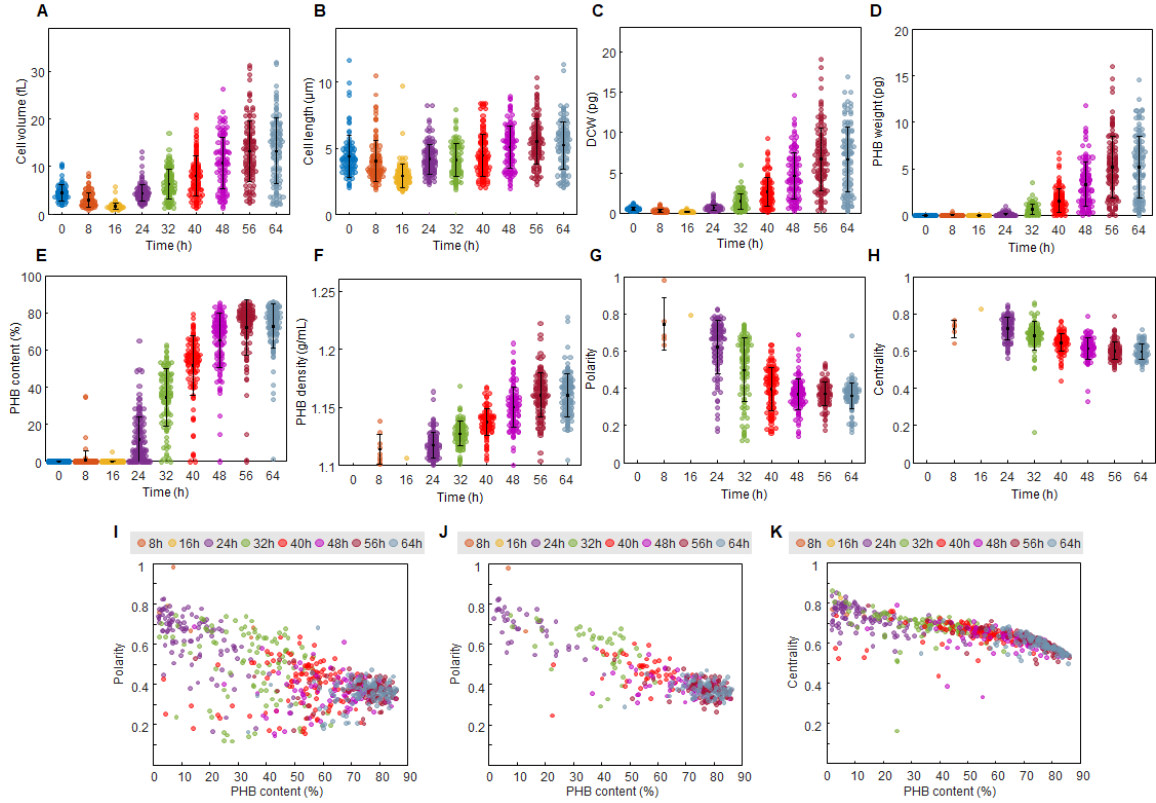 A
Cell volume (fL)
30
20
10
0
0 8 16 24 32 40 48 56 64
Time (h)
B
Cell length (μm)
10
5
0
0 8 16 24 32 40 48 56 64
Time (h)
C
DCW (pg)
20
15
10
5
0
0 8 16 24 32 40 48 56 64
Time (h)
D
PHB weight (pg)
20
15
10
5
0
0 8 16 24 32 40 48 56 64
Time (h)
E
PHB content (%)
100
80
60
40
20
0
0 8 16 24 32 40 48 56 64
Time (h)
F
PHB density (g/mL)
1.25
1.2
1.15
1.1
0 8 16 24 32 40 48 56 64
Time (h)
G
Polarity
1
0.8
0.6
0.4
0.2
0
0 8 16 24 32 40 48 56 64
Time (h)
H
Centrality
1
0.8
0.6
0.4
0.2
0
0 8 16 24 32 40 48 56 64
Time (h)
I
8h 16h 24h 32h 40h 48h 56h 64h
Polarity
1
0.8
0.6
0.4
0.2
0 10 20 30 40 50 60 70 80 90
PHB content (%)
J
8h 16h 24h 32h 40h 48h 56h 64h
Polarity
1
0.8
0.6
0.4
0.2
0 10 20 30 40 50 60 70 80 90
PHB content (%)
K
8h 16h 24h 32h 40h 48h 56h 64h
Centrality
1
0.8
0.6
0.4
0.2
0 10 20 30 40 50 60 70 80 90
PHB content (%)